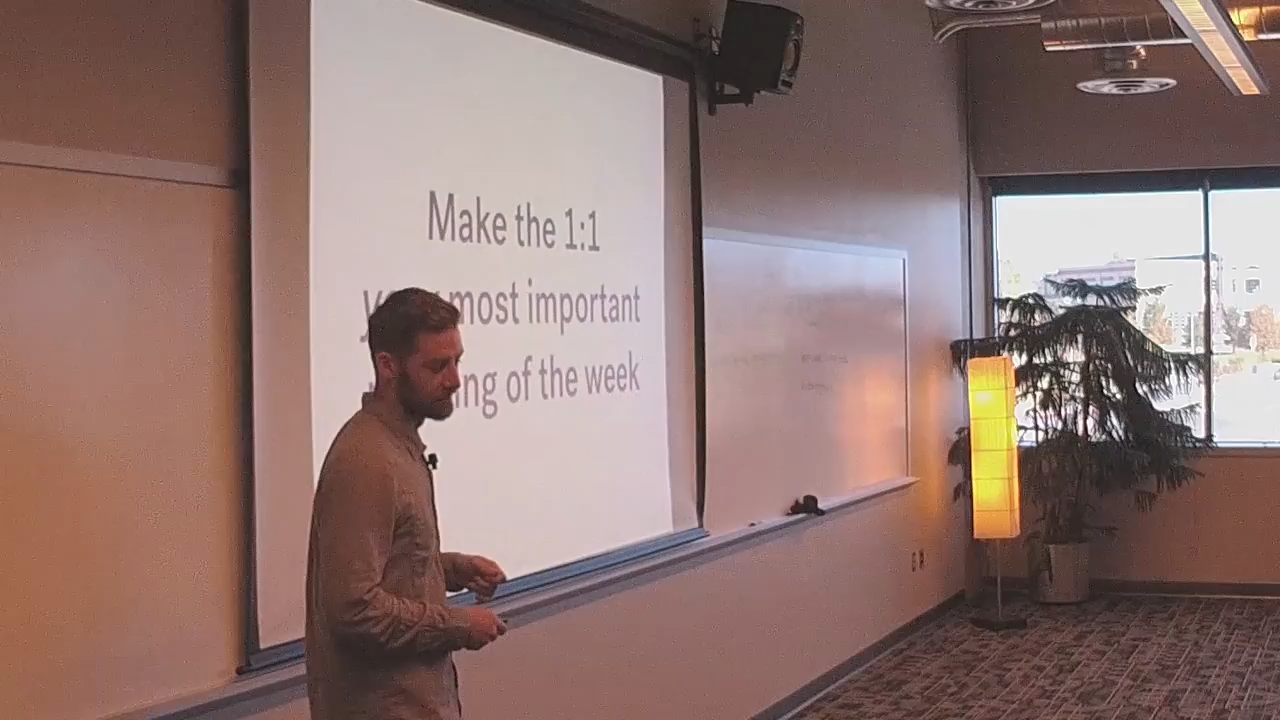 Make the 1:1
most important
of the week